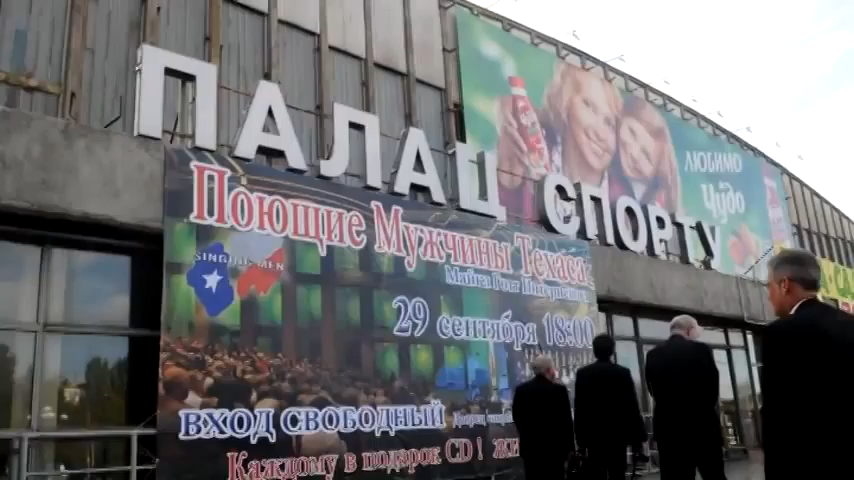 ПАЛАЦ СПОРТУ
ЛЮБИМО
Чудо
Поющие Мужчины Техаса
SINGING MEN
29 сентября 18:00
ВХОД СВОБОДНЫЙ
Каждому в подарок CD !